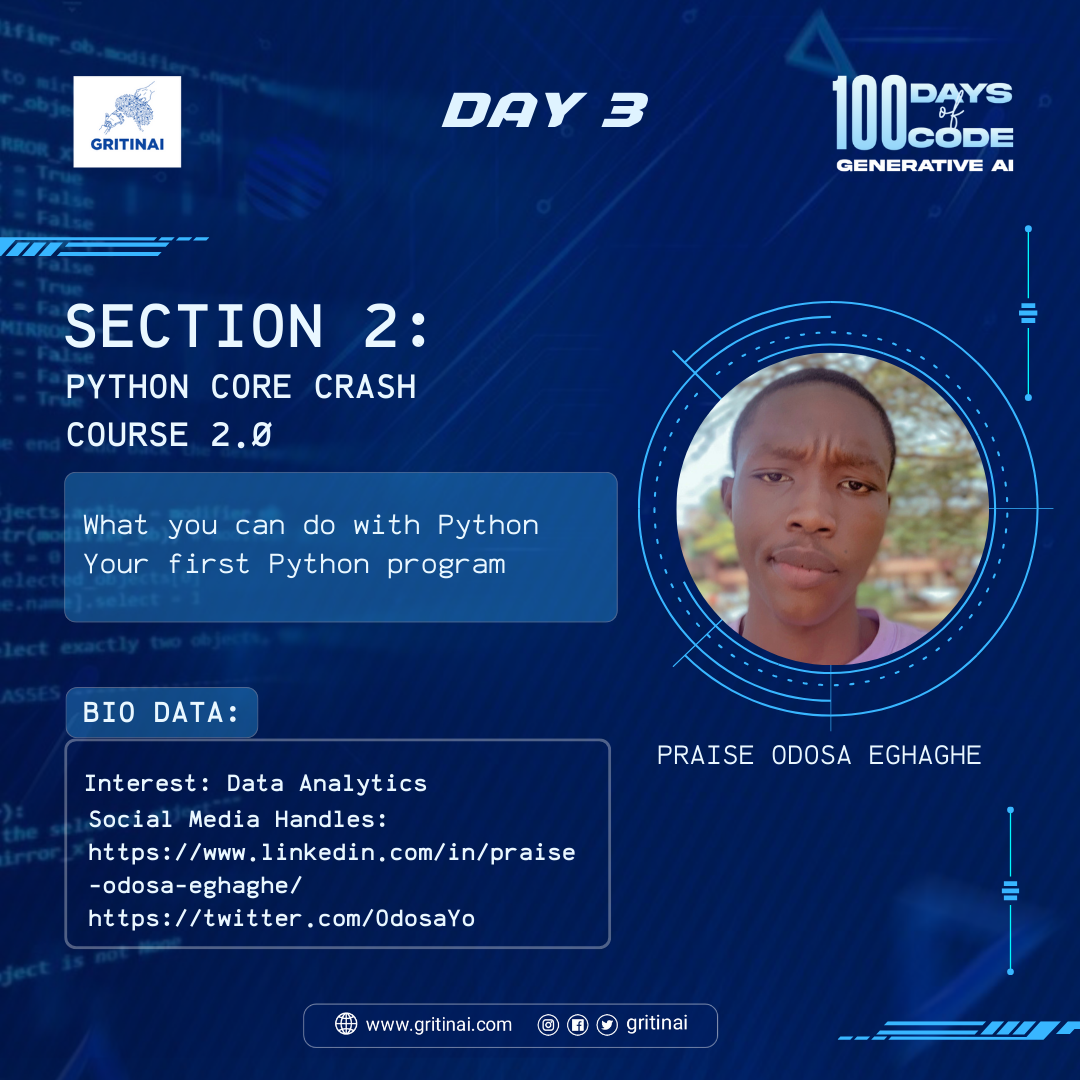 GRITINAI
DAY 3
100 DAYS
of
CODE
GENERATIVE AI
SECTION 2:
PYTHON CORE CRASH
COURSE 2.0
What you can do with Python
Your first Python program
BIO DATA:
Interest: Data Analytics
Social Media Handles:
https://www.linkedin.com/in/praise
-odosa-eghaghe/
https://twitter.com/OdosaYo
PRAISE ODOSA EGHAGHE
www.gritinai.com
gritinai